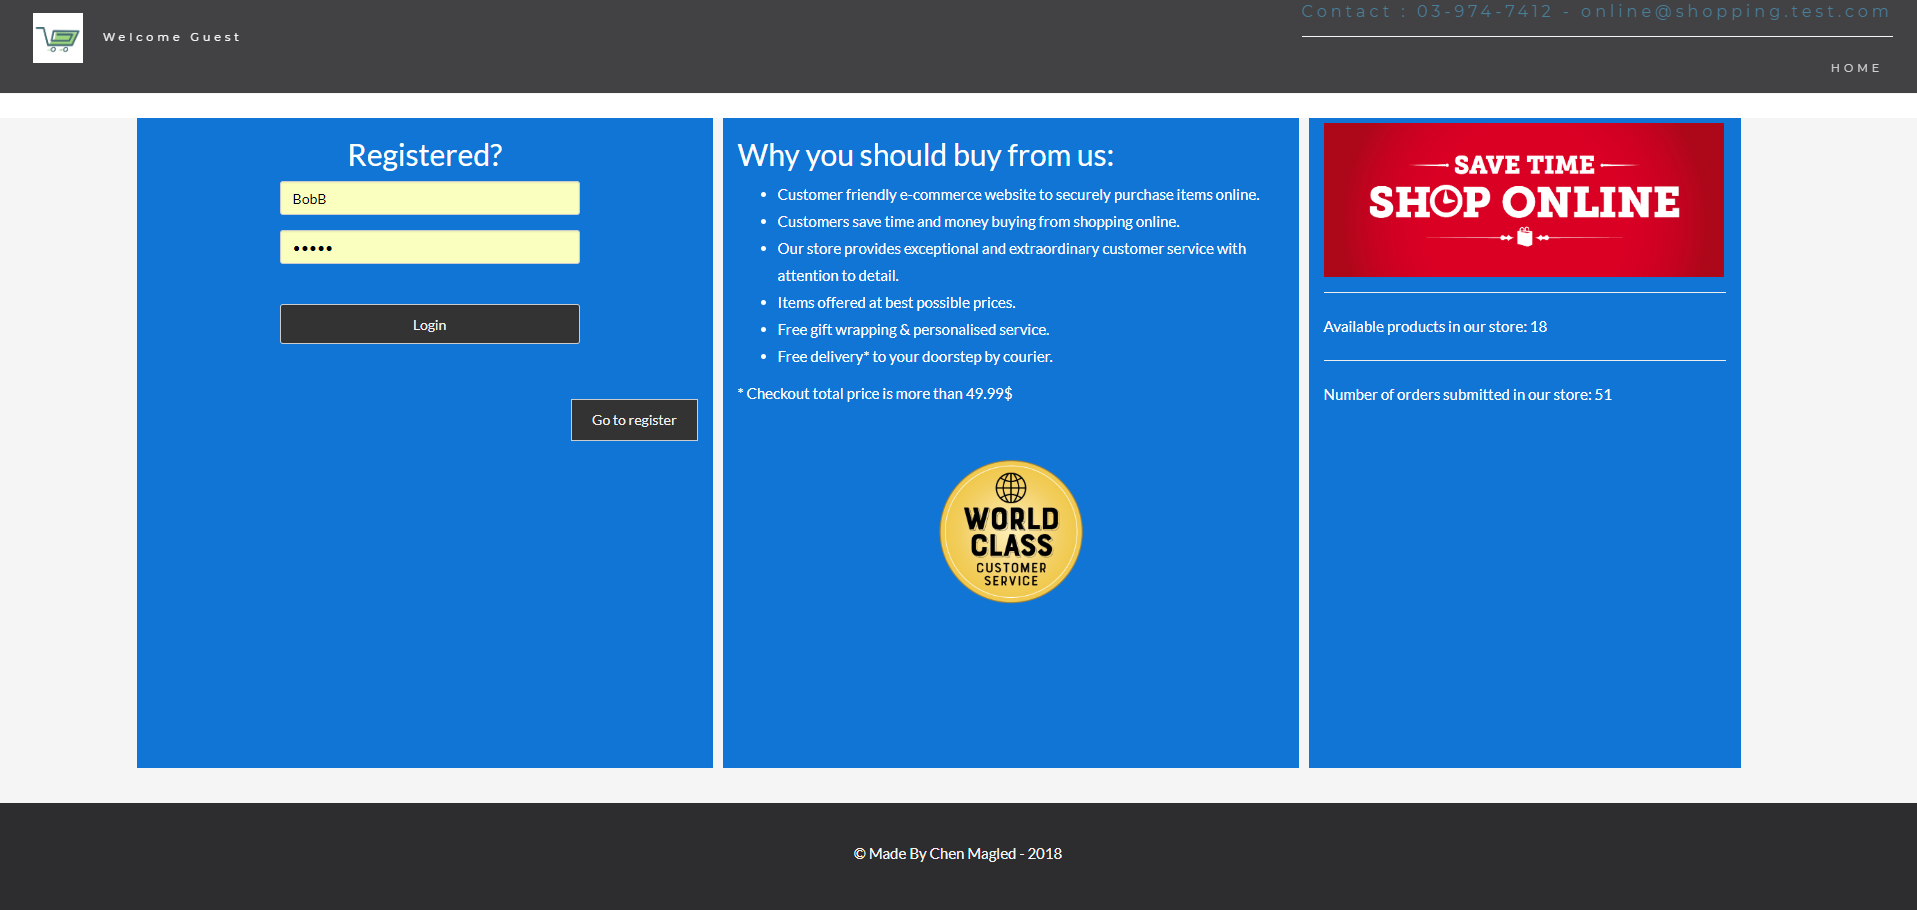 Welcome Guest
Contact : 03-974-7412 - online@shopping.test.com
HOME
Registered?
BobB
•••••
Login
Go to register
Why you should buy from us:
• Customer friendly e-commerce website to securely purchase items online.
• Customers save time and money buying from shopping online.
• Our store provides exceptional and extraordinary customer service with
attention to detail.
• Items offered at best possible prices.
• Free gift wrapping & personalised service.
• Free delivery* to your doorstep by courier.
* Checkout total price is more than 49.99$
WORLD
CLASS
CUSTOMER
SERVICE
SAVE TIME
SHOP ONLINE
Available products in our store: 18
Number of orders submitted in our store: 51
© Made By Chen Magled - 2018